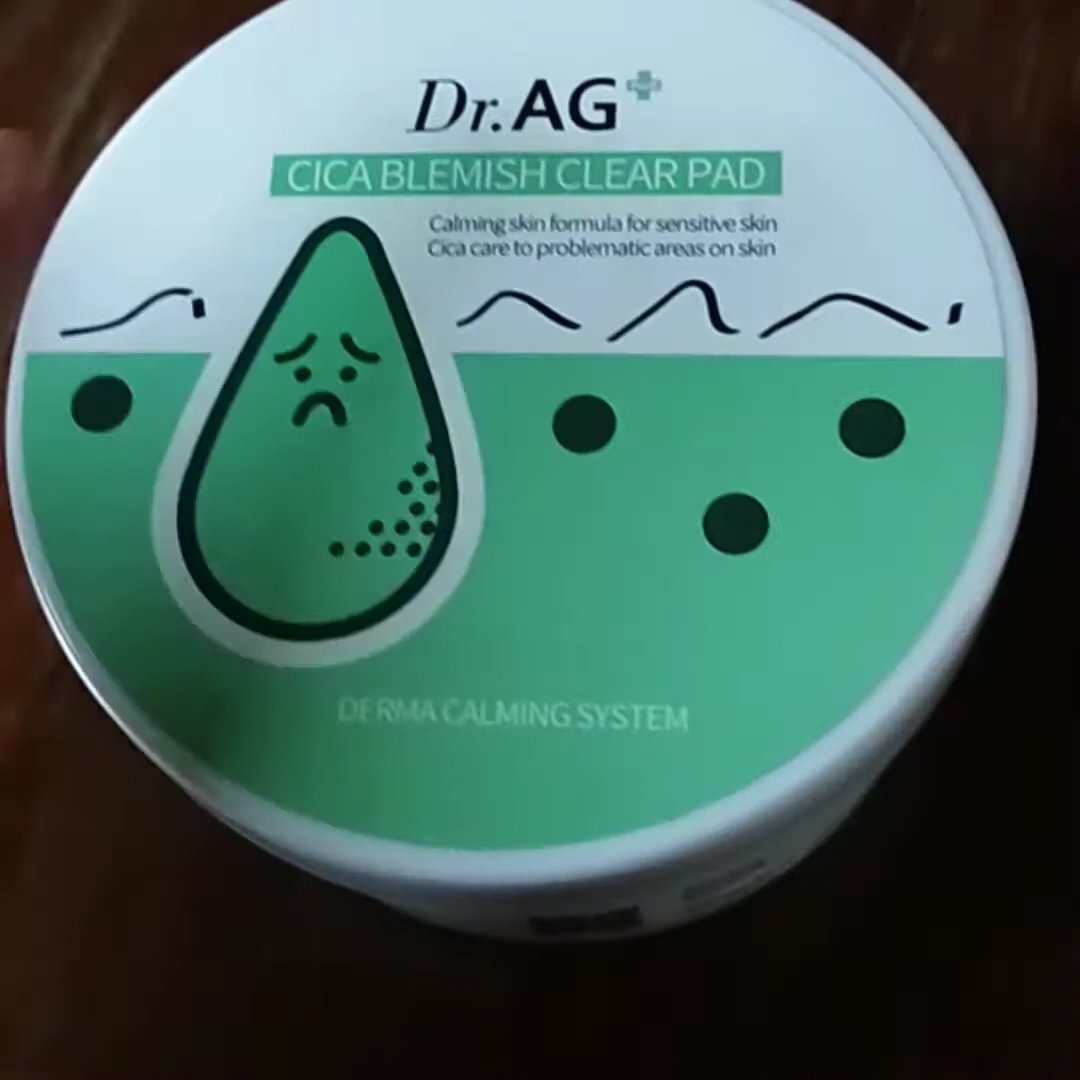 Dr.AG+
CICA BLEMISH CLEAR PAD
Calming skin formula for sensitive skin
Cica care to problematic areas on skin
DERMA CALMING SYSTEM